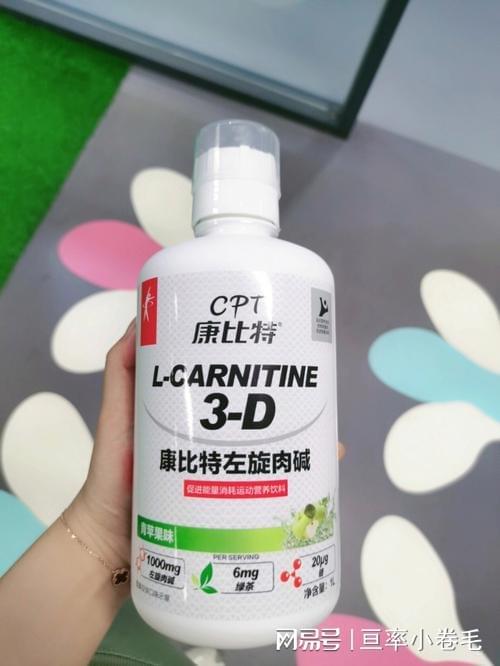 CPT
康比特®
L-CARNITINE
3-D
康比特左旋肉碱
促进能量消耗运动营养饮料
青苹果味
PER SERVING
1000mg
左旋肉碱
6mg
绿茶
20μg
铬
净含量：1L
网易号 | 亘率小卷毛